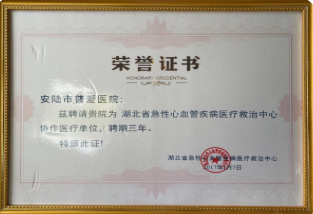 荣誉证书
HONORARY CREDENTIAL
安陆市普爱医院：
兹聘请贵院为 湖北省急性心血管疾病医疗救治中心
协作医疗单位，聘期三年。
特颁此证！
湖北省急性心血管疾病医疗救治中心